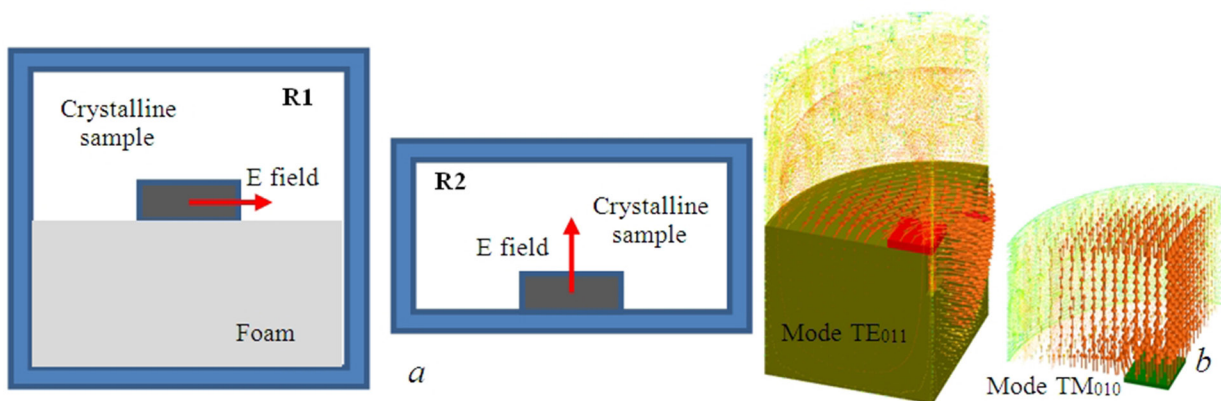 R1
Crystalline
sample
E field
Foam
R2
Crystalline
sample
E field
a
Mode TE011
Mode TM010
b